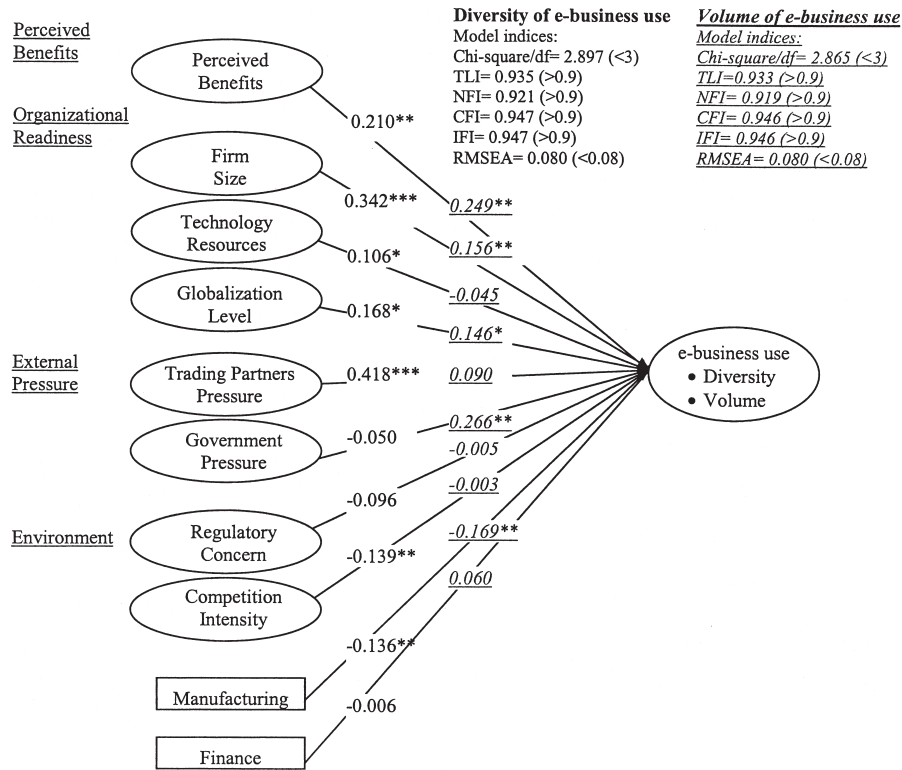 Perceived
Benefits
Organizational
Readiness
External
Pressure
Environment
Perceived
Benefits
Firm
Size
Technology
Resources
Globalization
Level
Trading Partners
Pressure
Government
Pressure
Regulatory
Concern
Competition
Intensity
Manufacturing
Finance
0.210**
0.342***
0.106*
0.168*
0.418***
-0.050
-0.096
-0.139**
-0.136**
-0.006
0.249**
0.156**
-0.045
0.146*
0.090
0.266**
-0.005
-0.003
-0.169**
0.060
Diversity of e-business use
Model indices:
Chi-square/df= 2.897 (<3)
TLI= 0.935 (>0.9)
NFI= 0.921 (>0.9)
CFI= 0.947 (>0.9)
IFI= 0.947 (>0.9)
RMSEA= 0.080 (<0.08)
Volume of e-business use
Model indices:
Chi-square/df= 2.865 (<3)
TLI=0.933 (>0.9)
NFI= 0.919 (>0.9)
CFI= 0.946 (>0.9)
IFI= 0.946 (>0.9)
RMSEA= 0.080 (<0.08)
e-business use
• Diversity
• Volume